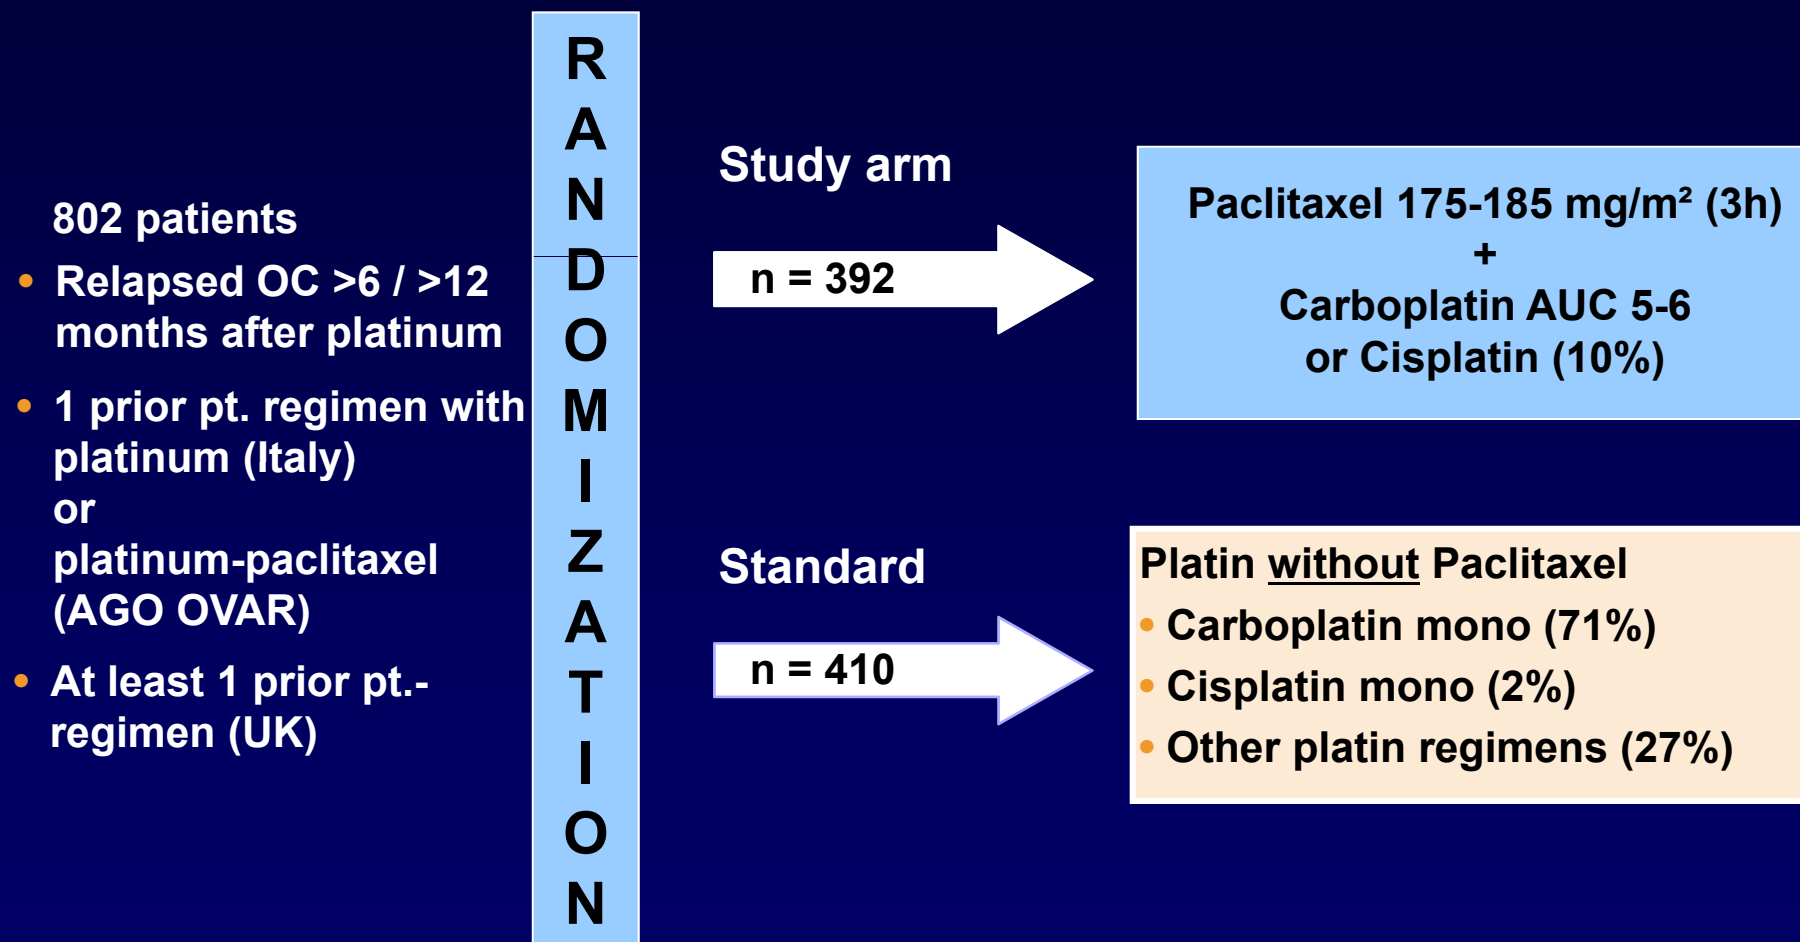 802 patients
• Relapsed OC >6 / >12
months after platinum
• 1 prior pt. regimen with
platinum (Italy)
or
platinum-paclitaxel
(AGO OVAR)
• At least 1 prior pt.-
regimen (UK)
R
A
N
D
O
M
I
Z
A
T
I
O
N
Study arm
n = 392
Paclitaxel 175-185 mg/m² (3h)
+
Carboplatin AUC 5-6
or Cisplatin (10%)
Standard
n = 410
Platin without Paclitaxel
• Carboplatin mono (71%)
• Cisplatin mono (2%)
• Other platin regimens (27%)